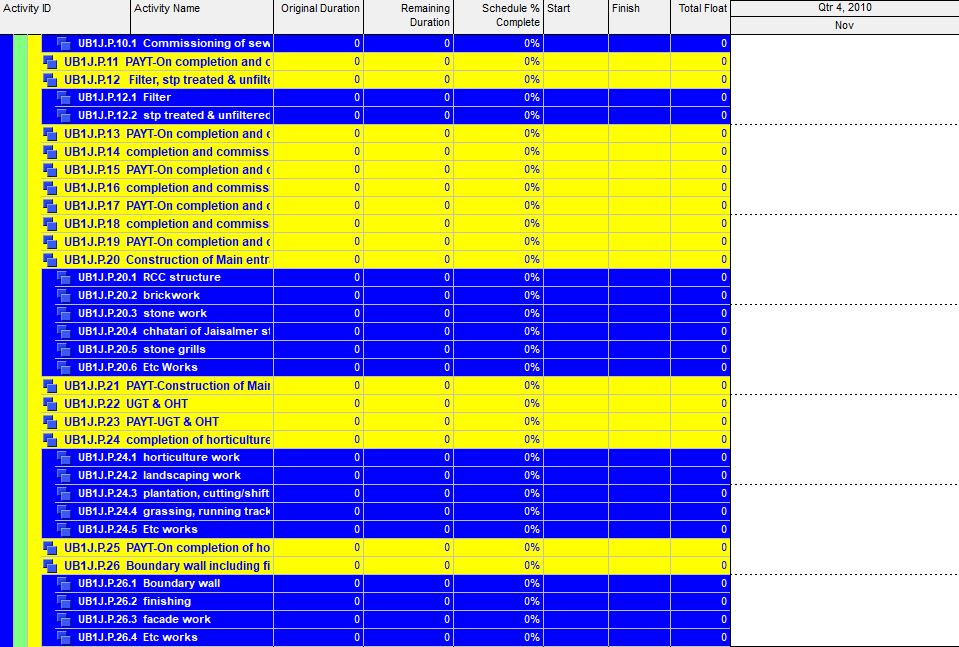 Activity ID Activity Name Original Duration Remaining Duration Schedule % Complete Start Finish Total Float Qtr 4, 2010
Nov
UB1J.P.10.1 Commissioning of sew 0 0 0% 0
UB1J.P.11 PAYT-On completion and c 0 0 0% 0
UB1J.P.12 Filter, stp treated & unfilte 0 0 0% 0
UB1J.P.12.1 Filter 0 0 0% 0
UB1J.P.12.2 stp treated & unfiltered 0 0 0% 0
UB1J.P.13 PAYT-On completion and c 0 0 0% 0
UB1J.P.14 completion and commiss 0 0 0% 0
UB1J.P.15 PAYT-On completion and c 0 0 0% 0
UB1J.P.16 completion and commiss 0 0 0% 0
UB1J.P.17 PAYT-On completion and c 0 0 0% 0
UB1J.P.18 completion and commiss 0 0 0% 0
UB1J.P.19 PAYT-On completion and c 0 0 0% 0
UB1J.P.20 Construction of Main entr 0 0 0% 0
UB1J.P.20.1 RCC structure 0 0 0% 0
UB1J.P.20.2 brickwork 0 0 0% 0
UB1J.P.20.3 stone work 0 0 0% 0
UB1J.P.20.4 chhatari of Jaisalmer st 0 0 0% 0
UB1J.P.20.5 stone grills 0 0 0% 0
UB1J.P.20.6 Etc Works 0 0 0% 0
UB1J.P.21 PAYT-Construction of Main 0 0 0% 0
UB1J.P.22 UGT & OHT 0 0 0% 0
UB1J.P.23 PAYT-UGT & OHT 0 0 0% 0
UB1J.P.24 completion of horticulture 0 0 0% 0
UB1J.P.24.1 horticulture work 0 0 0% 0
UB1J.P.24.2 landscaping work 0 0 0% 0
UB1J.P.24.3 plantation, cutting/shift 0 0 0% 0
UB1J.P.24.4 grassing, running track 0 0 0% 0
UB1J.P.24.5 Etc works 0 0 0% 0
UB1J.P.25 PAYT-On completion of ho 0 0 0% 0
UB1J.P.26 Boundary wall including fi 0 0 0% 0
UB1J.P.26.1 Boundary wall 0 0 0% 0
UB1J.P.26.2 finishing 0 0 0% 0
UB1J.P.26.3 facade work 0 0 0% 0
UB1J.P.26.4 Etc works 0 0 0% 0